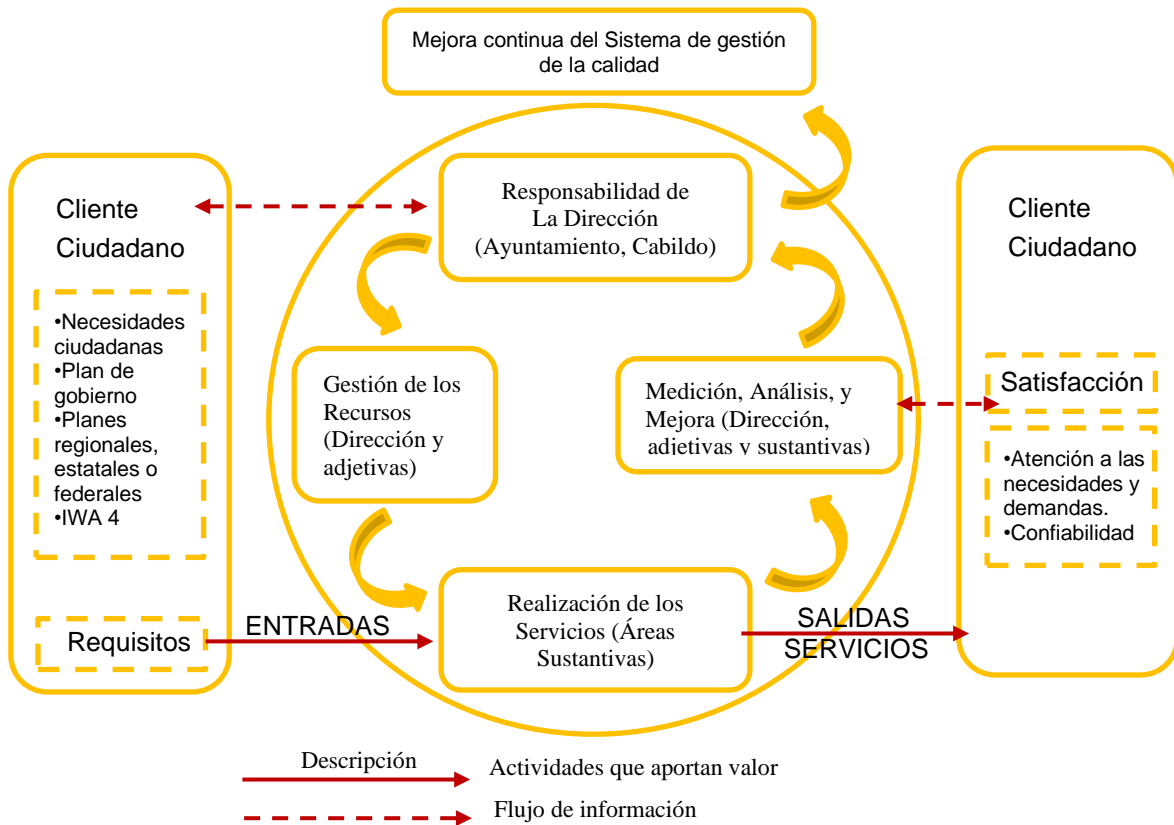 Mejora continua del Sistema de gestión
de la calidad
Cliente
Ciudadano
•Necesidades
ciudadanas
•Plan de
gobierno
•Planes
regionales,
estatales o
federales
•IWA 4
Requisitos
ENTRADAS
Responsabilidad de
La Dirección
(Ayuntamiento, Cabildo)
Gestión de los
Recursos
(Dirección y
adjetivas)
Medición, Análisis, y
Mejora (Dirección,
adjetivas y sustantivas)
Realización de los
Servicios (Áreas
Sustantivas)
SALIDAS
SERVICIOS
Cliente
Ciudadano
Satisfacción
•Atención a las
necesidades y
demandas.
•Confiabilidad
Descripción
Actividades que aportan valor
Flujo de información